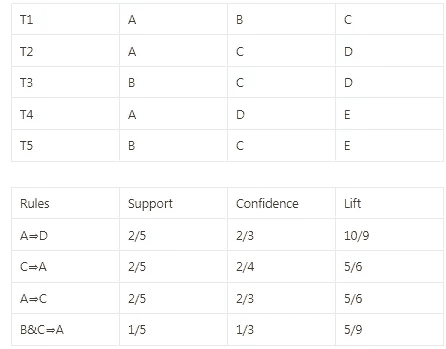 T1 A B C
T2 A C D
T3 B C D
T4 A D E
T5 B C E
Rules Support Confidence Lift
A⇒D 2/5 2/3 10/9
C⇒A 2/5 2/4 5/6
A⇒C 2/5 2/3 5/6
B&C⇒A 1/5 1/3 5/9